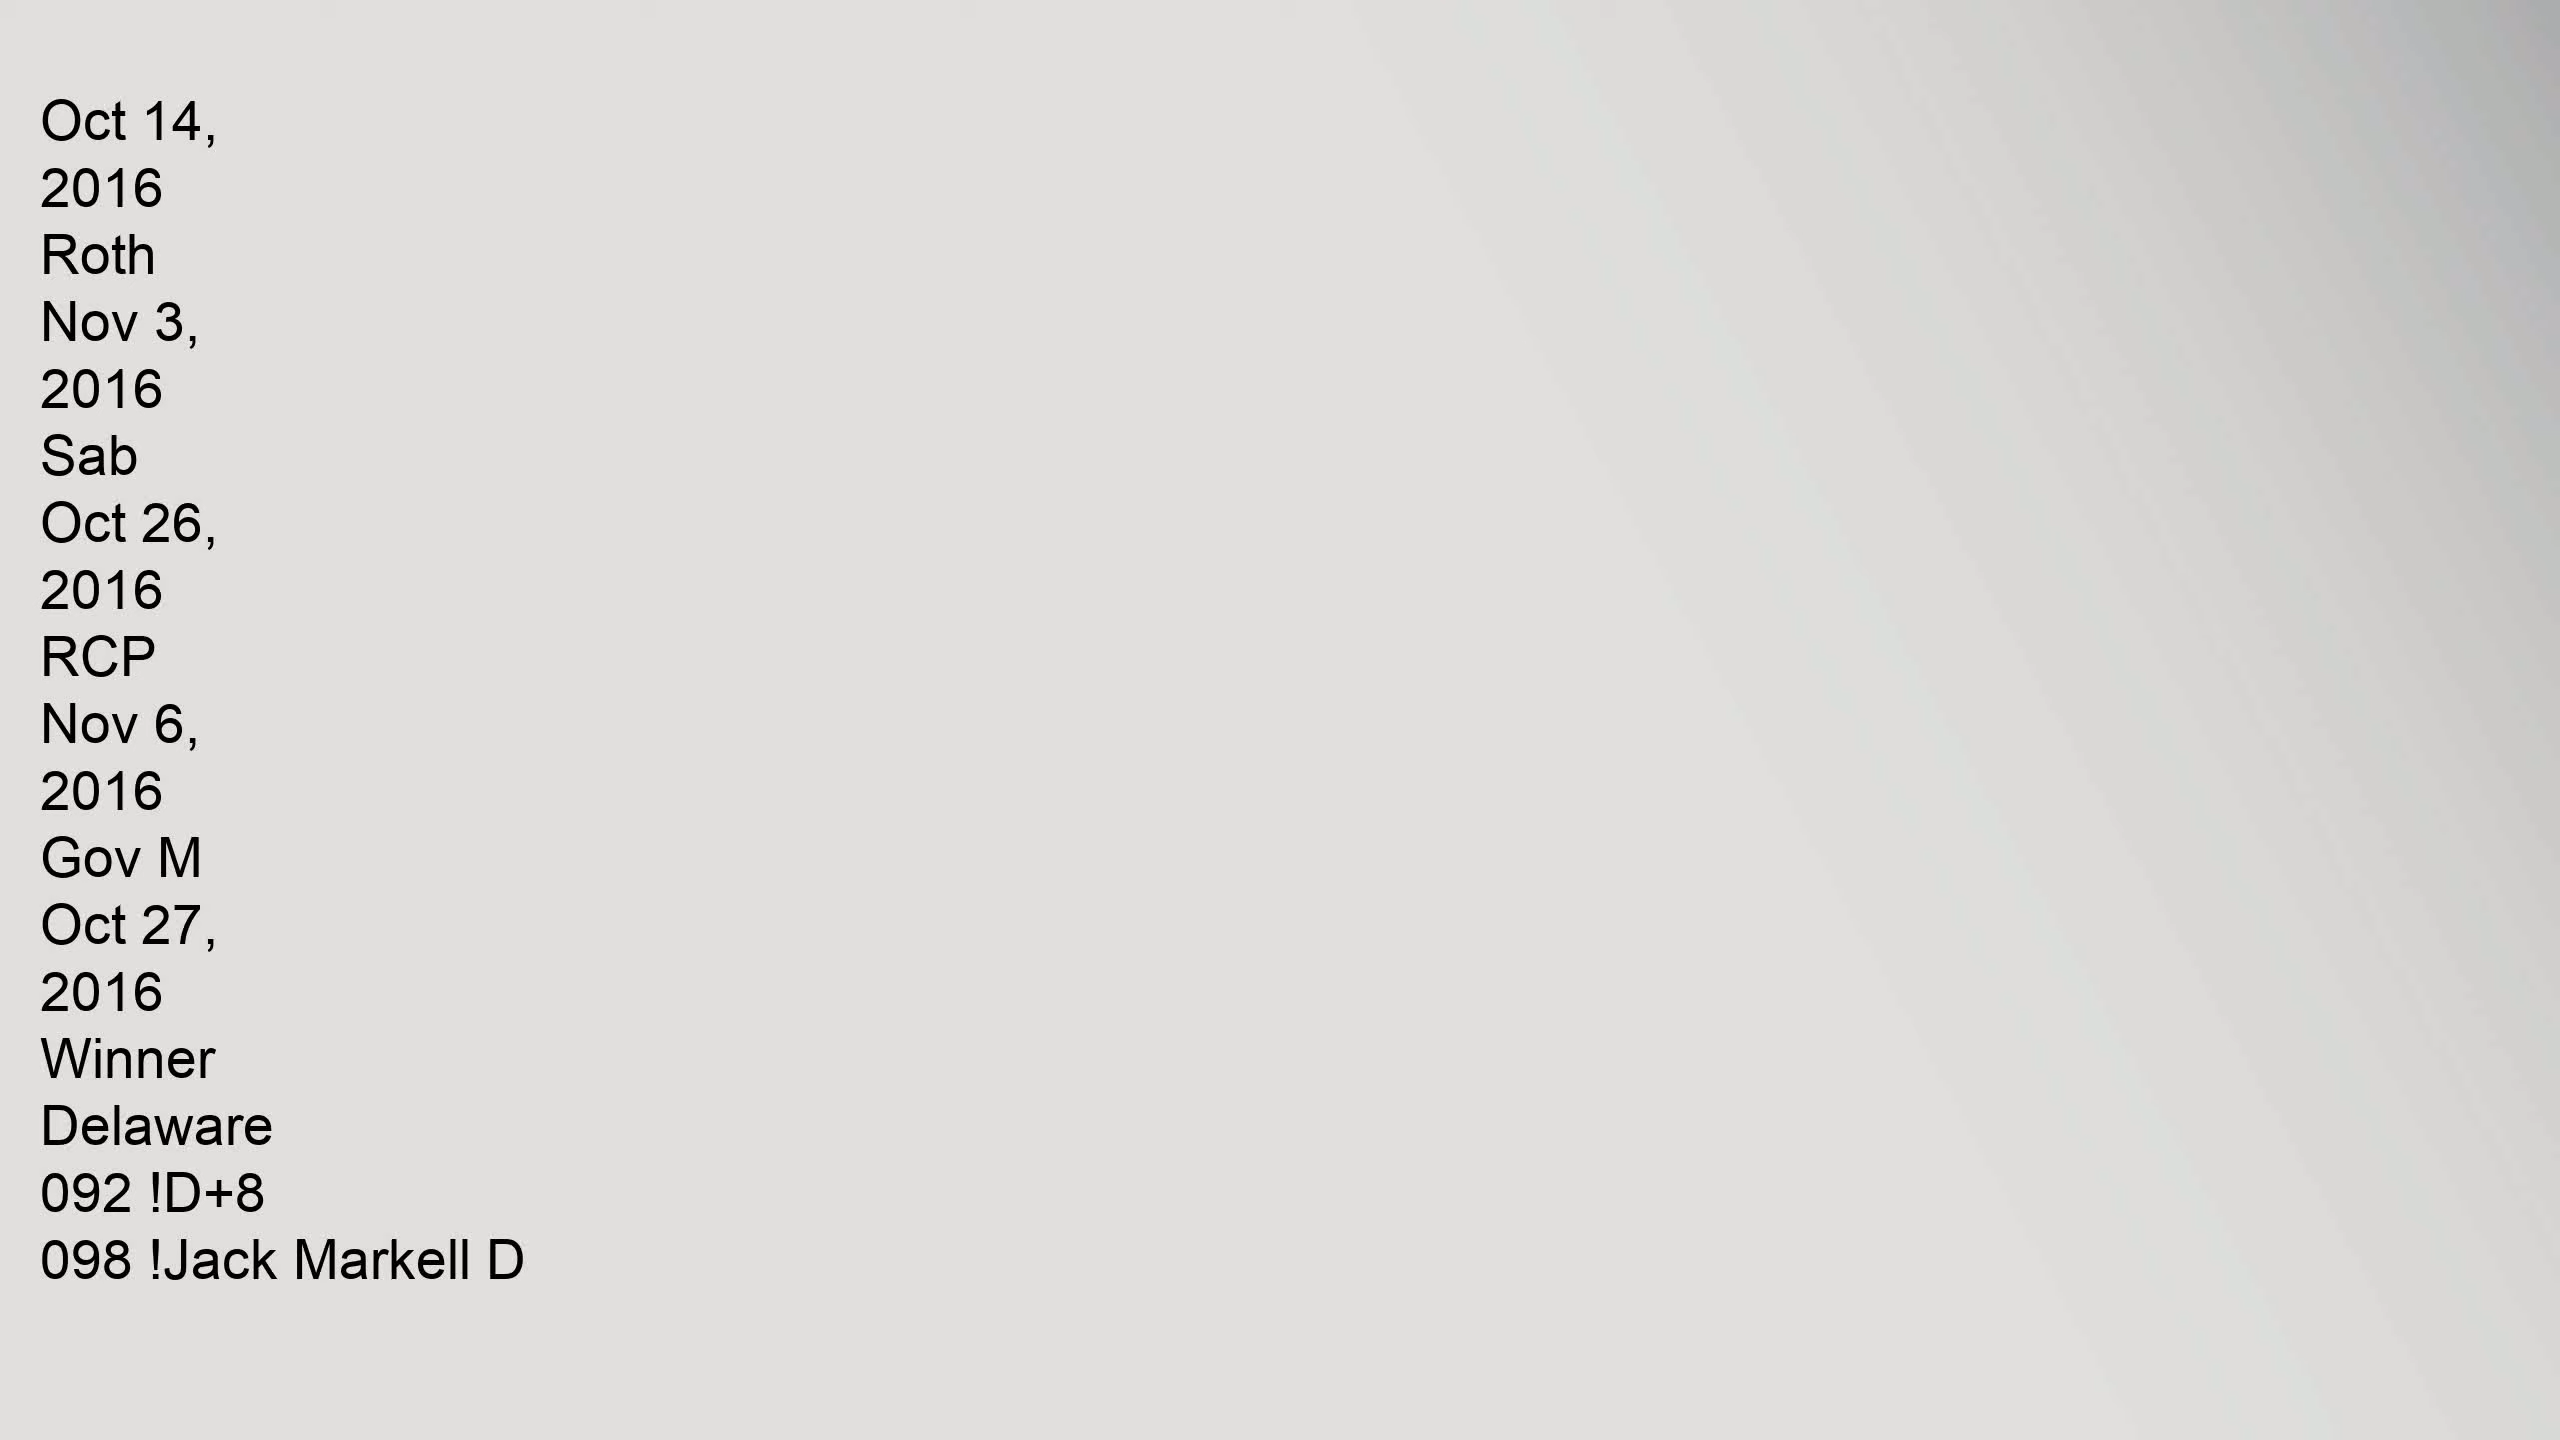 Oct 14,
2016
Roth
Nov 3,
2016
Sab
Oct 26,
2016
RCP
Nov 6,
2016
Gov M
Oct 27,
2016
Winner
Delaware
092 !D+8
098 !Jack Markell D